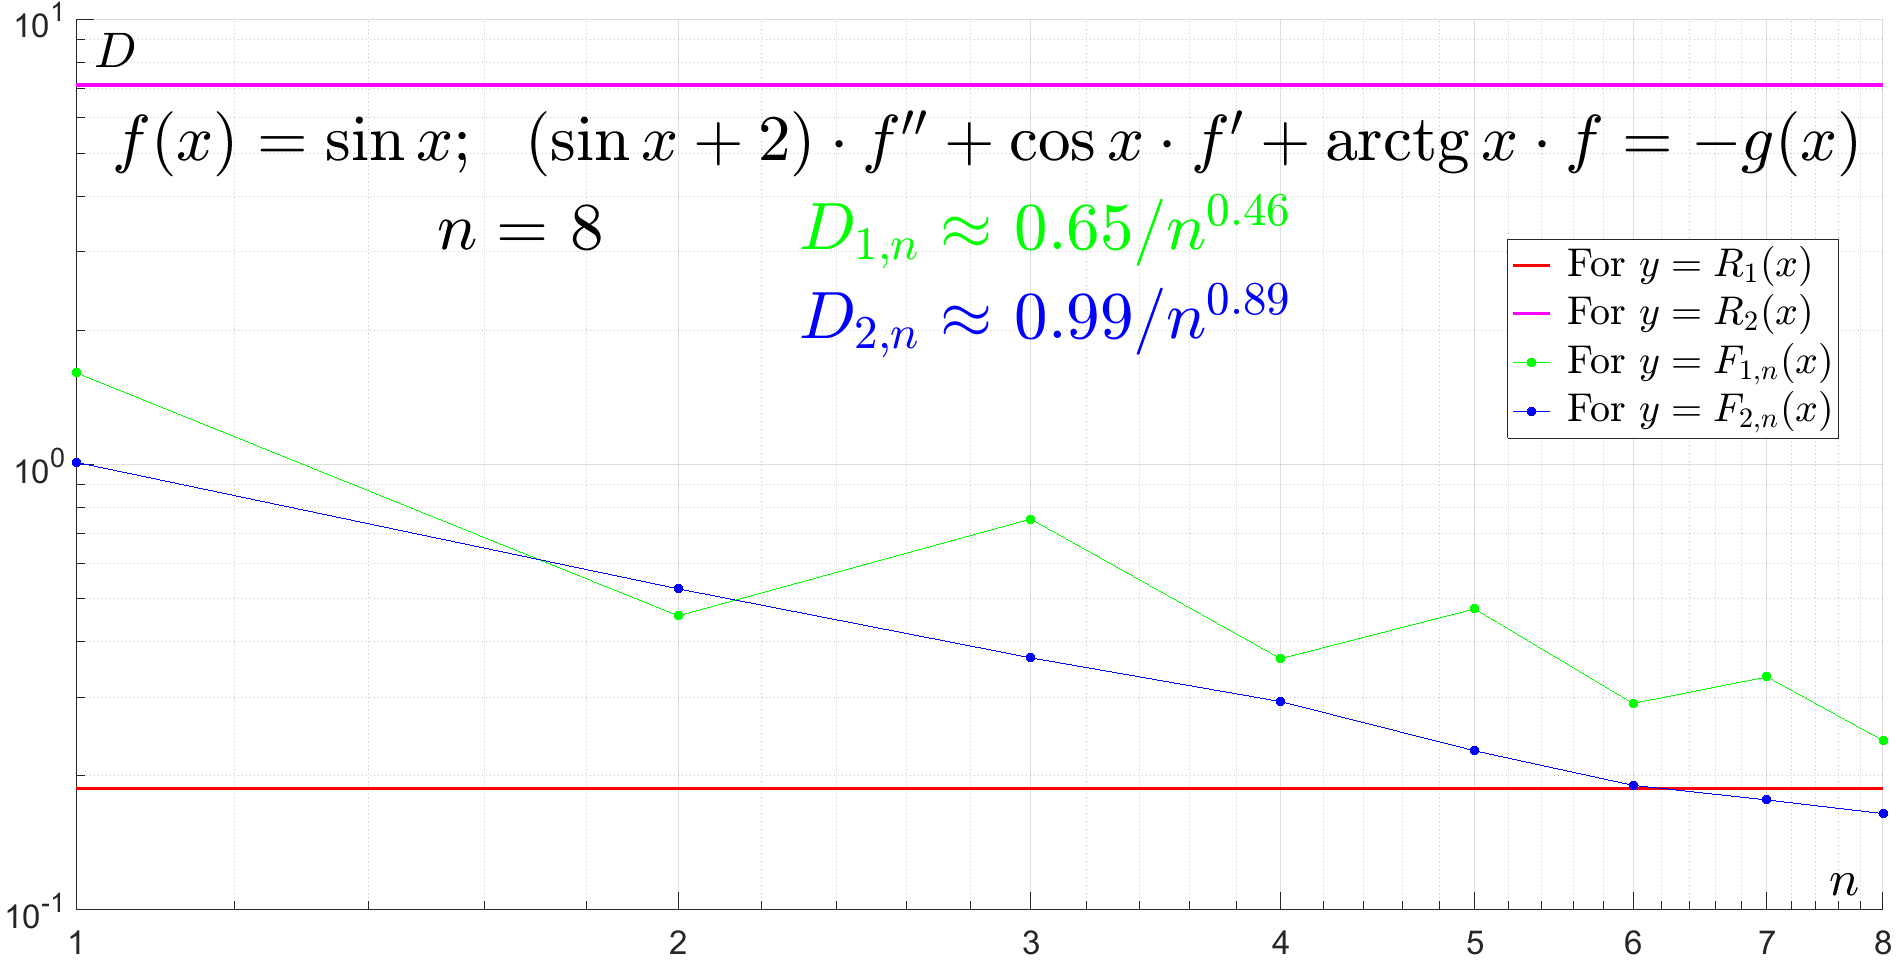 10^1
D
f(x) = sin x;   (sin x + 2) · f'' + cos x · f' + arctg x · f = −g(x)
n = 8
D_{1,n} ≈ 0.65/n^{0.46}
D_{2,n} ≈ 0.99/n^{0.89}
For y = R_1(x)
For y = R_2(x)
For y = F_{1,n}(x)
For y = F_{2,n}(x)
10^0
n
10^{-1}
1 2 3 4 5 6 7 8